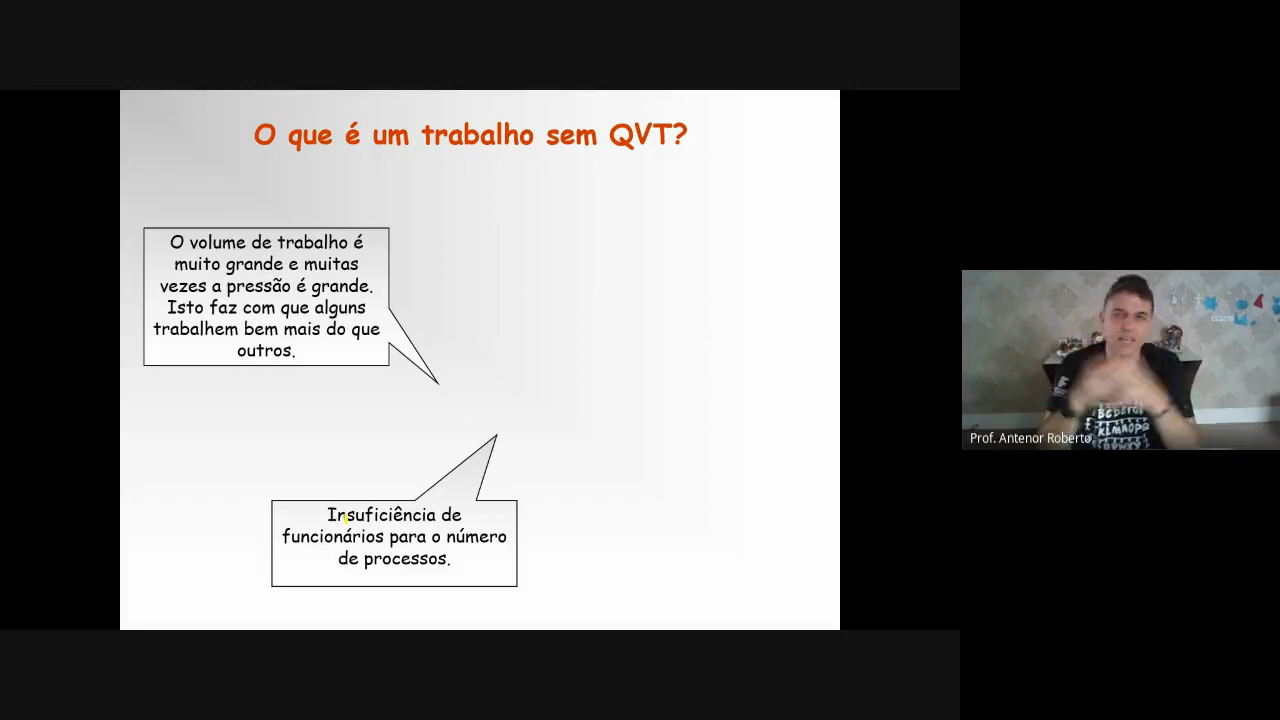 O que é um trabalho sem QVT?
O volume de trabalho é
muito grande e muitas
vezes a pressão é grande.
Isto faz com que alguns
trabalhem bem mais do que
outros.
Insuficiência de
funcionários para o número
de processos.
Prof. Antenor Roberto